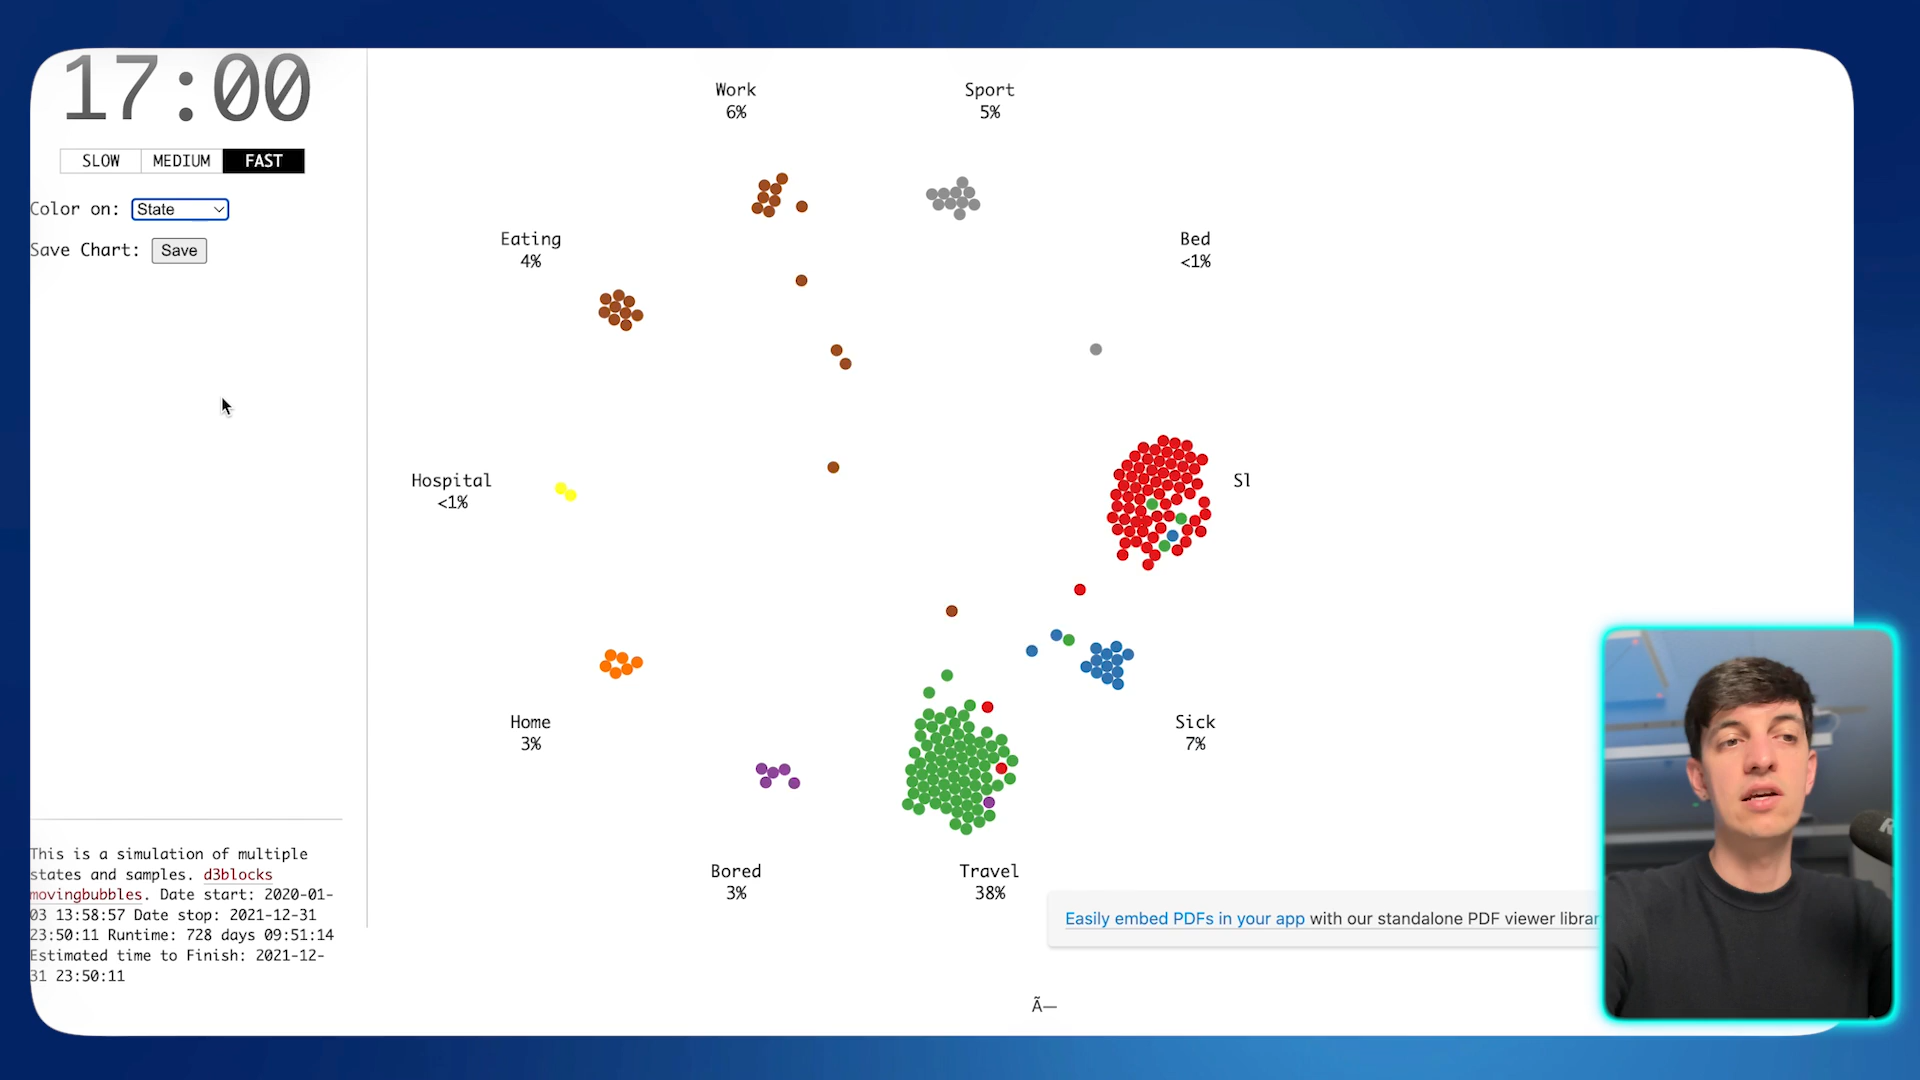 17:00
SLOW MEDIUM FAST
Color on: State
Save Chart: Save
This is a simulation of multiple
states and samples. d3blocks
movingbubbles. Date start: 2020-01-
03 13:58:57 Date stop: 2021-12-31
23:50:11 Runtime: 728 days 09:51:14
Estimated time to Finish: 2021-12-
31 23:50:11
Work
6%
Sport
5%
Eating
4%
Bed
<1%
Hospital
<1%
Sl
Home
3%
Sick
7%
Bored
3%
Travel
38%
Easily embed PDFs in your app with our standalone PDF viewer librar
Ã—